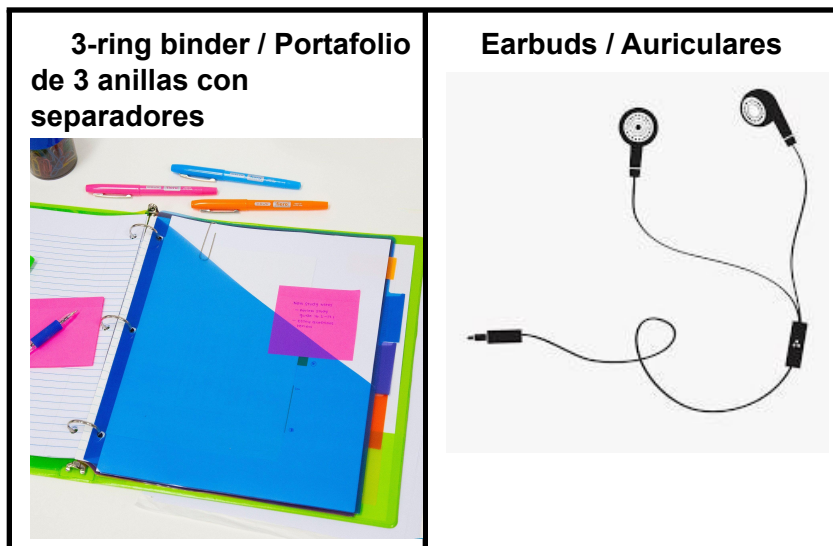 3-ring binder / Portafolio
de 3 anillas con
separadores
Earbuds / Auriculares